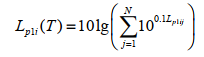 L_{p1i}(T) = 10lg(∑_{j=1}^{N} 10^{0.1L_{p1ij}})